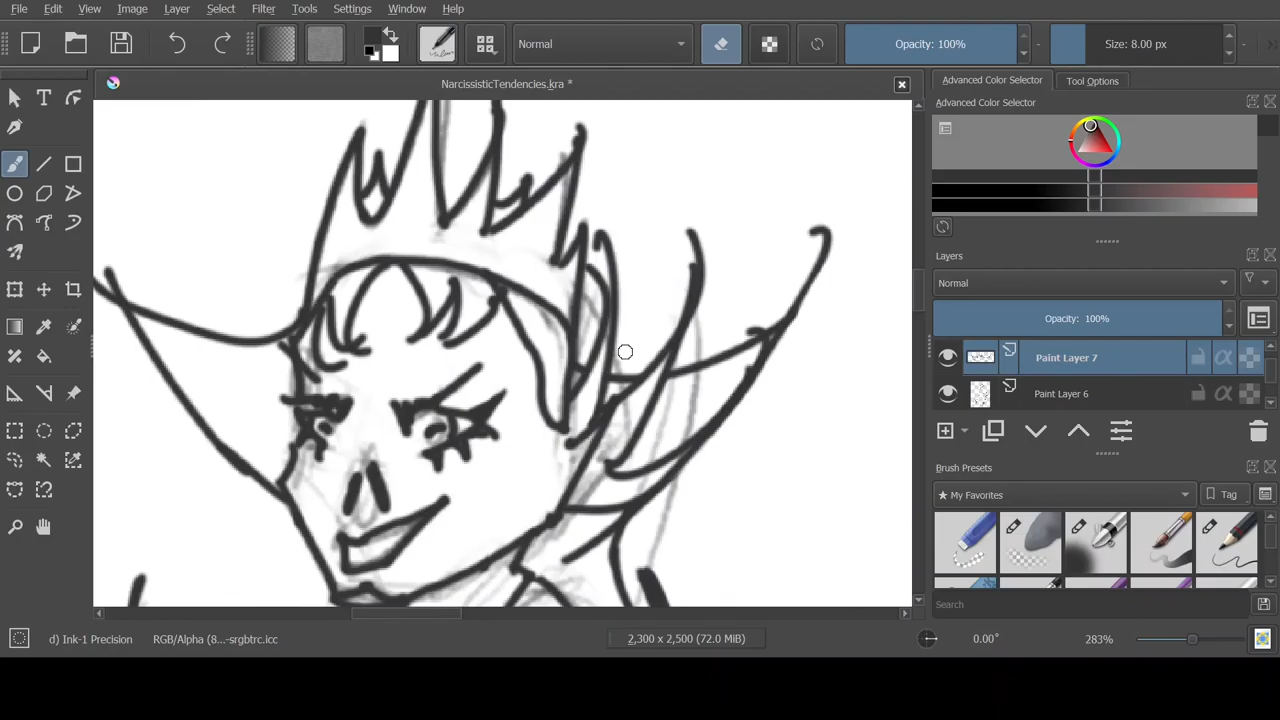 File Edit View Image Layer Select Filter Tools Settings Window Help
Normal Opacity: 100% Size: 8.00 px
NarcissisticTendencies.kra *
Advanced Color Selector Tool Options
Advanced Color Selector
Layers
Normal
Opacity: 100%
Paint Layer 7
Paint Layer 6
Brush Presets
My Favorites Tag
Search
d) Ink-1 Precision RGB/Alpha (8...-srgbtrc.icc 2,300 x 2,500 (72.0 MiB) 0.00° 283%